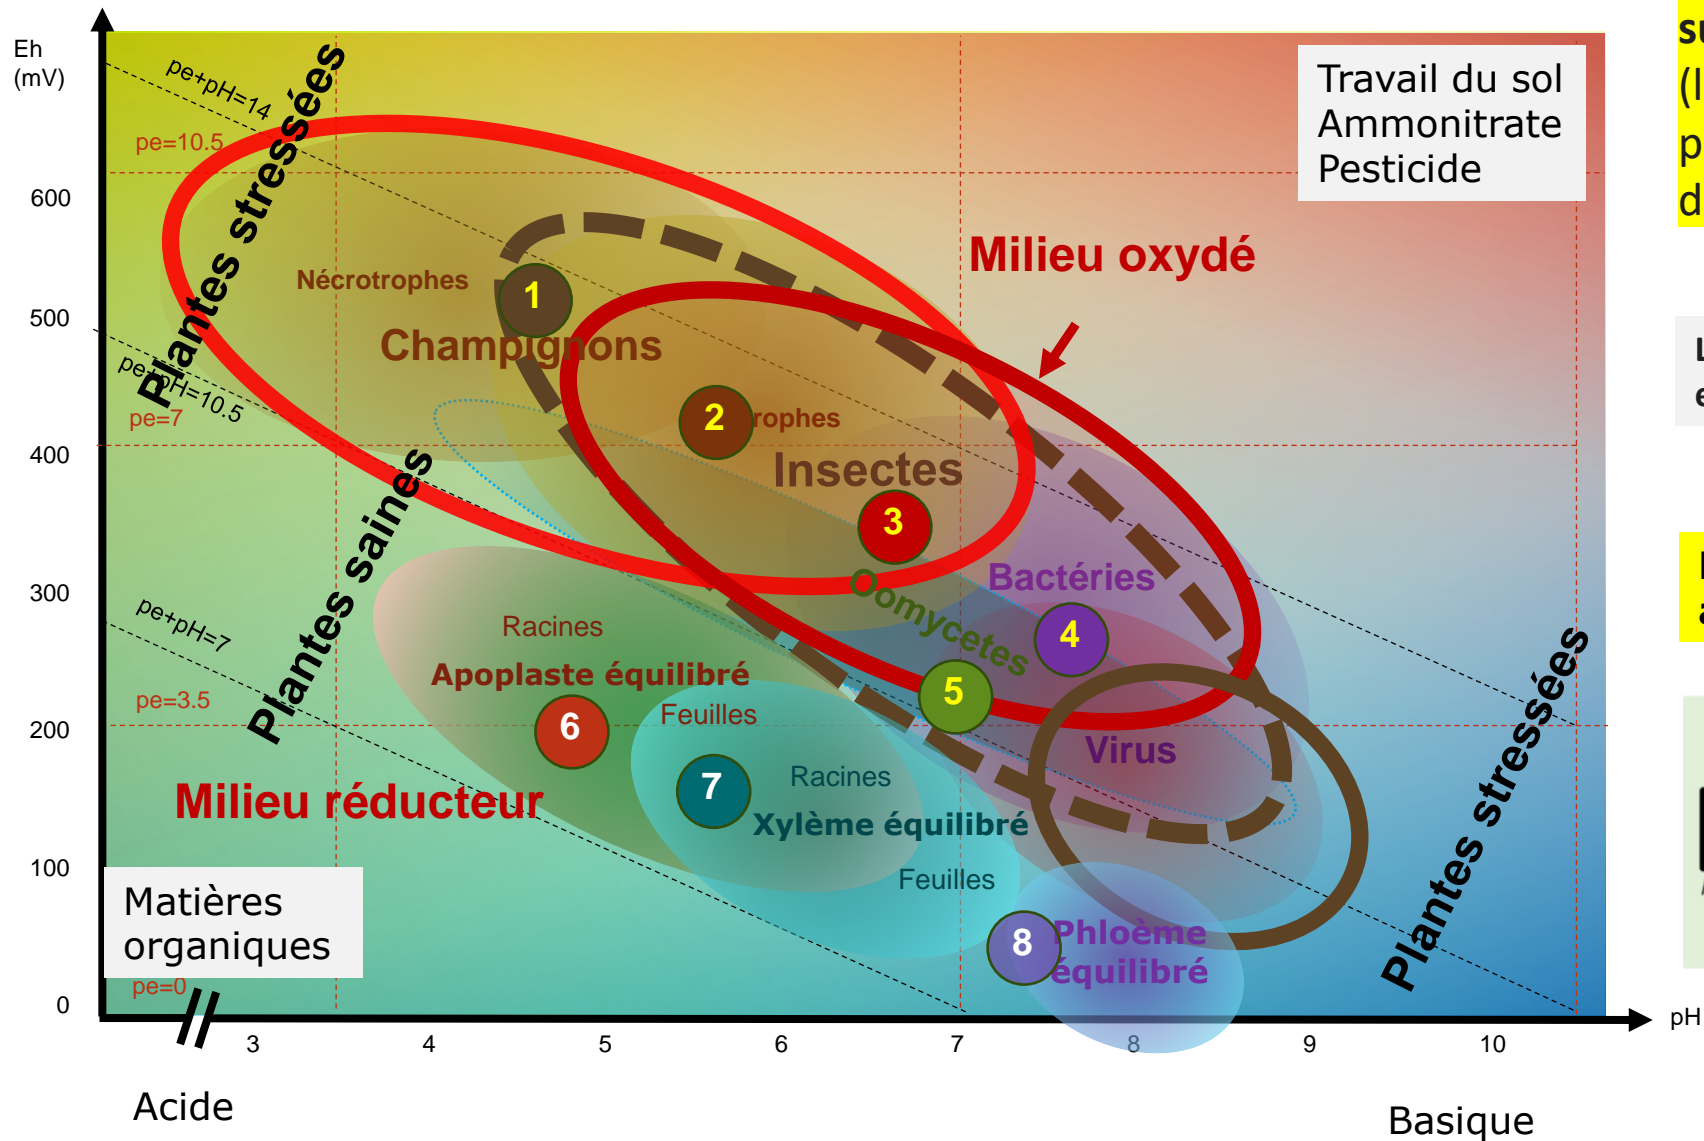 Eh
(mV)
pe+pH=14
pe=10.5
Plantes stressées
Travail du sol
Ammonitrate
Pesticide
600
Milieu oxydé
Nécrotrophes
1
500
Champignons
pe+pH=10.5
pe=7
2
rophes
400
Insectes
3
Plantes saines
300
Bactéries
Oomycetes
pe+pH=7
Racines
4
Apoplaste équilibré
5
pe=3.5
Feuilles
200
6
Virus
Plantes stressées
7
Racines
Milieu réducteur
Xylème équilibré
100
Feuilles
Matières
organiques
8
Phloème
équilibré
pe=0
0
pH
3 4 5 6 7 8 9 10
Acide
Basique